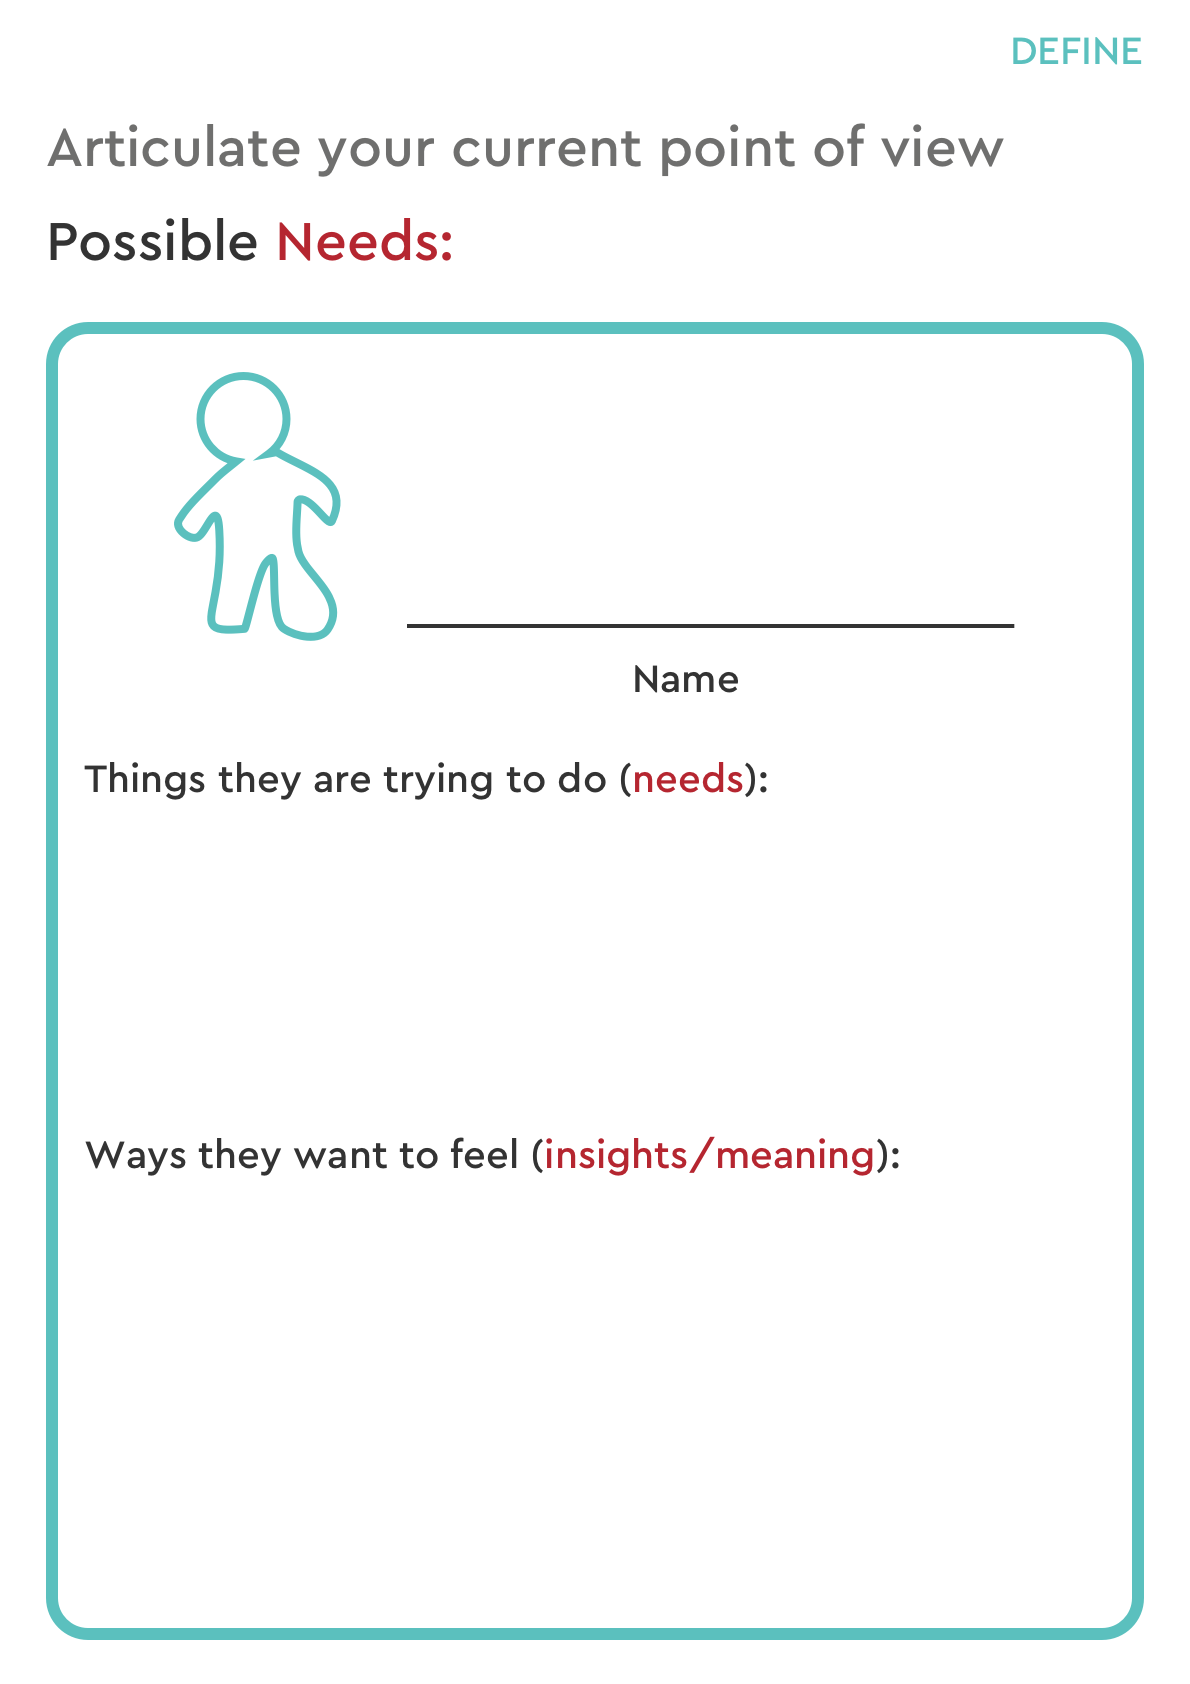 DEFINE
Articulate your current point of view
Possible Needs:
Name
Things they are trying to do (needs):
Ways they want to feel (insights/meaning):